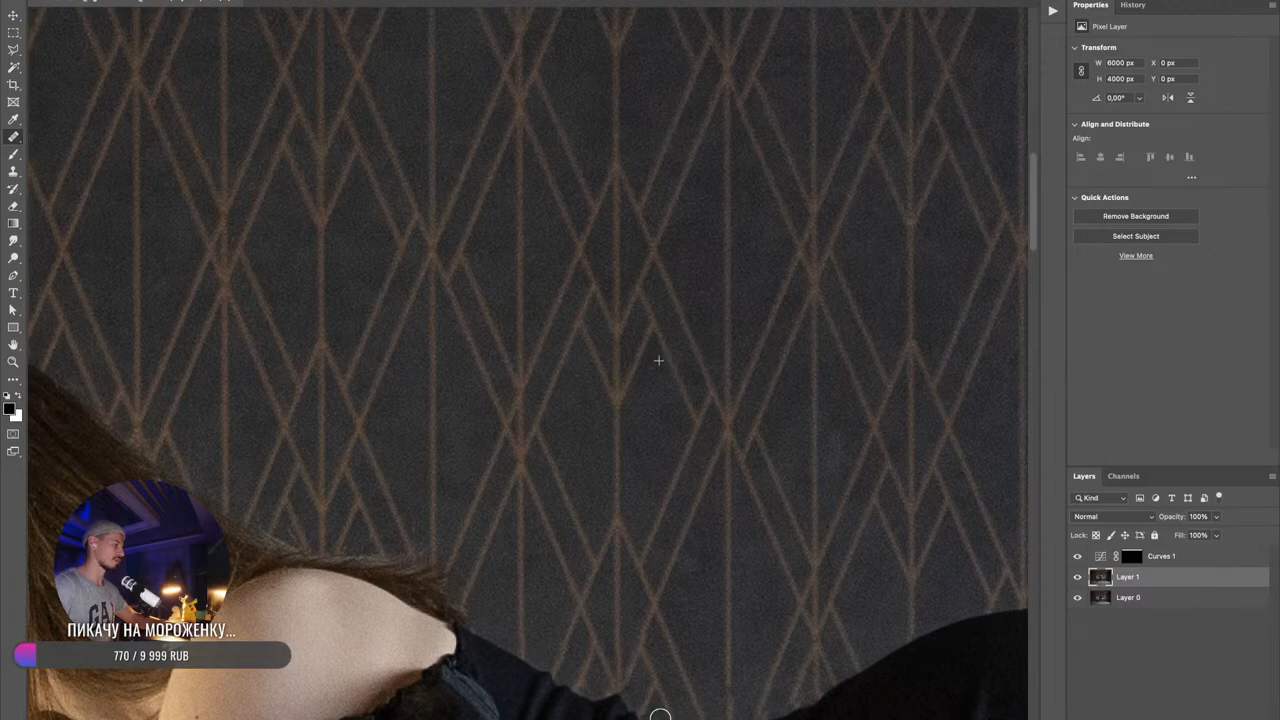 Properties
History
Pixel Layer
Transform
W 6000 px X 0 px
H 4000 px Y 0 px
0,00°
Align and Distribute
Align:
Quick Actions
Remove Background
Select Subject
View More
Layers
Channels
Kind
Normal Opacity: 100%
Lock: Fill: 100%
Curves 1
Layer 1
Layer 0
ПИКАЧУ НА МОРОЖЕНКУ...
770 / 9 999 RUB